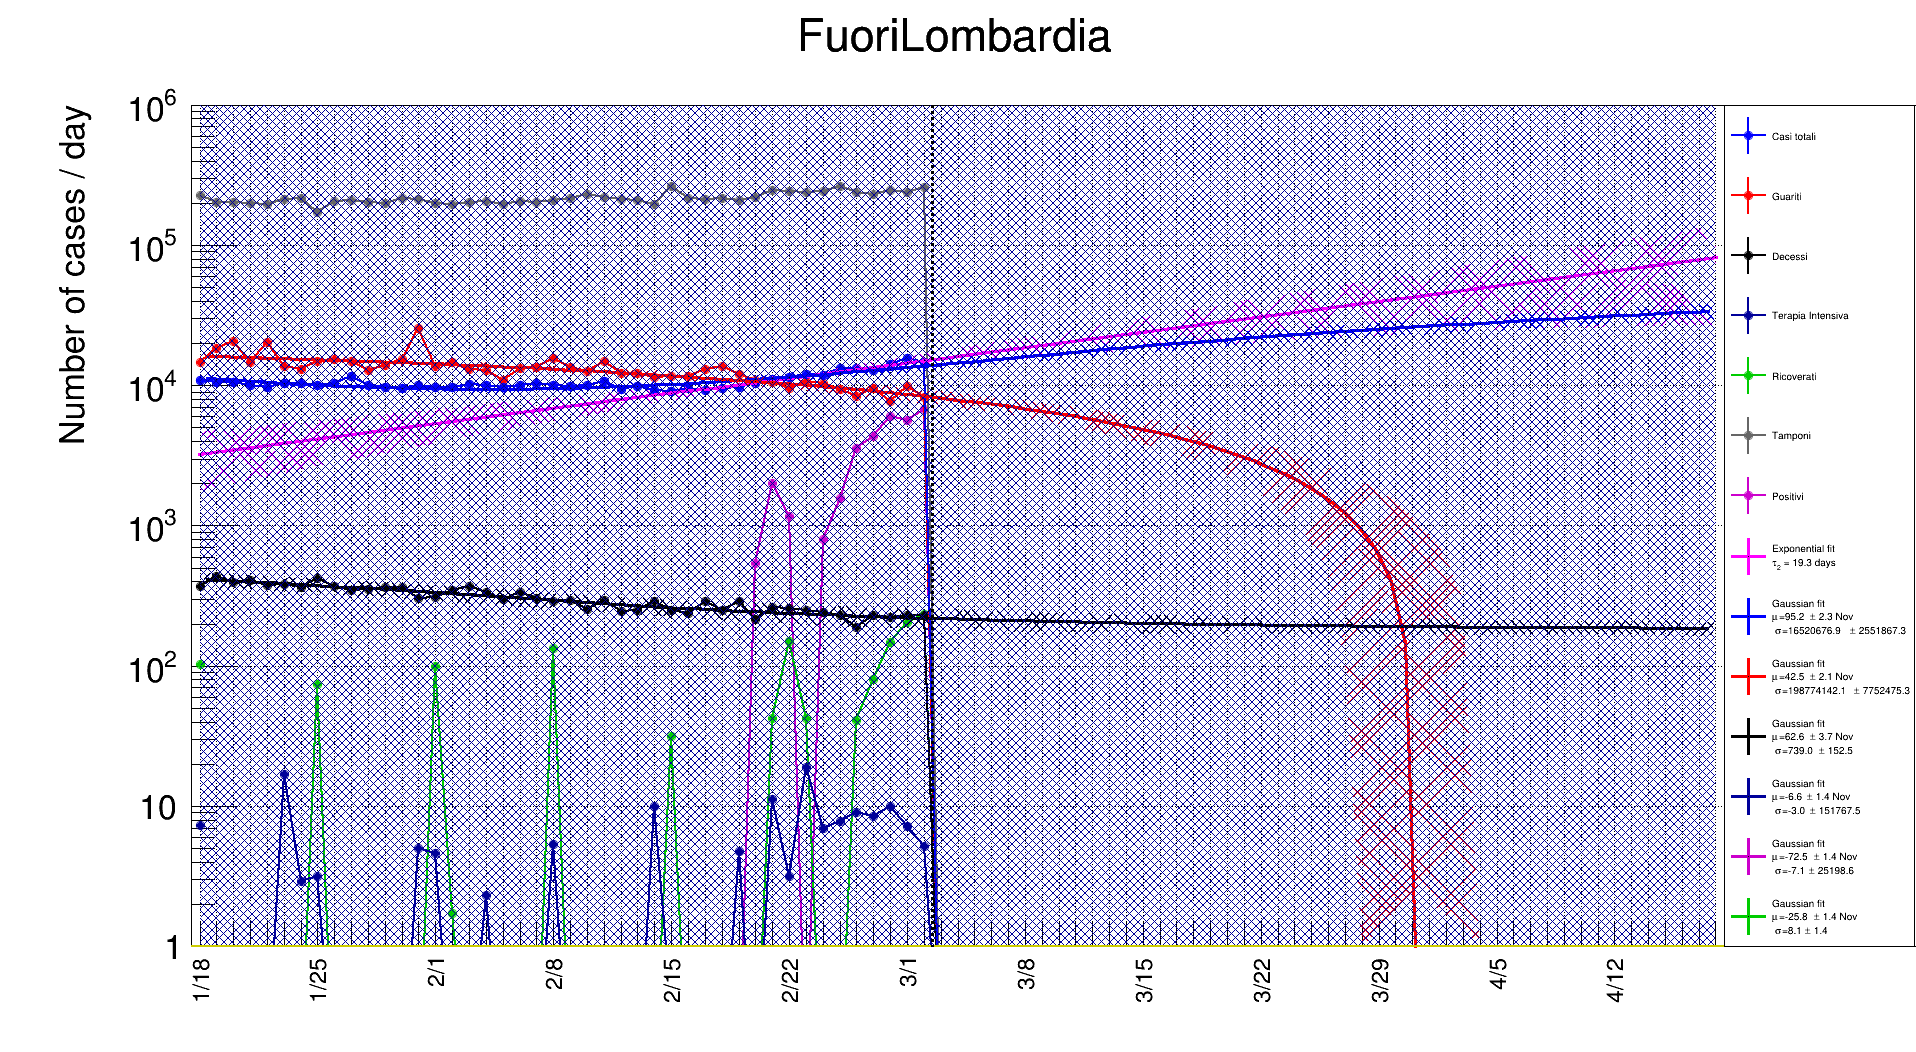 FuoriLombardia
Number of cases / day
10^6
10^5
10^4
10^3
10^2
10
1
1/18 1/25 2/1 2/8 2/15 2/22 3/1 3/8 3/15 3/22 3/29 4/5 4/12
Casi totali
Guariti
Decessi
Terapia Intensiva
Ricoverati
Tamponi
Positivi
Exponential fit
τ₂ = 19.3 days
Gaussian fit
μ=95.2 ± 2.3 Nov
σ=16520676.9 ± 2551867.3
Gaussian fit
μ=42.5 ± 2.1 Nov
σ=198774142.1 ± 7752475.3
Gaussian fit
μ=62.6 ± 3.7 Nov
σ=739.0 ± 152.5
Gaussian fit
μ=-6.6 ± 1.4 Nov
σ=-3.0 ± 151767.5
Gaussian fit
μ=-72.5 ± 1.4 Nov
σ=-7.1 ± 25198.6
Gaussian fit
μ=-25.8 ± 1.4 Nov
σ=8.1 ± 1.4